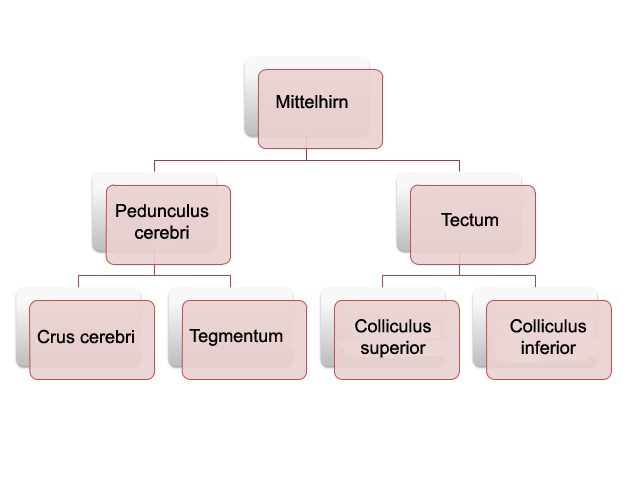 Mittelhirn
Pedunculus
cerebri
Tectum
Crus cerebri
Tegmentum
Colliculus
superior
Colliculus
inferior